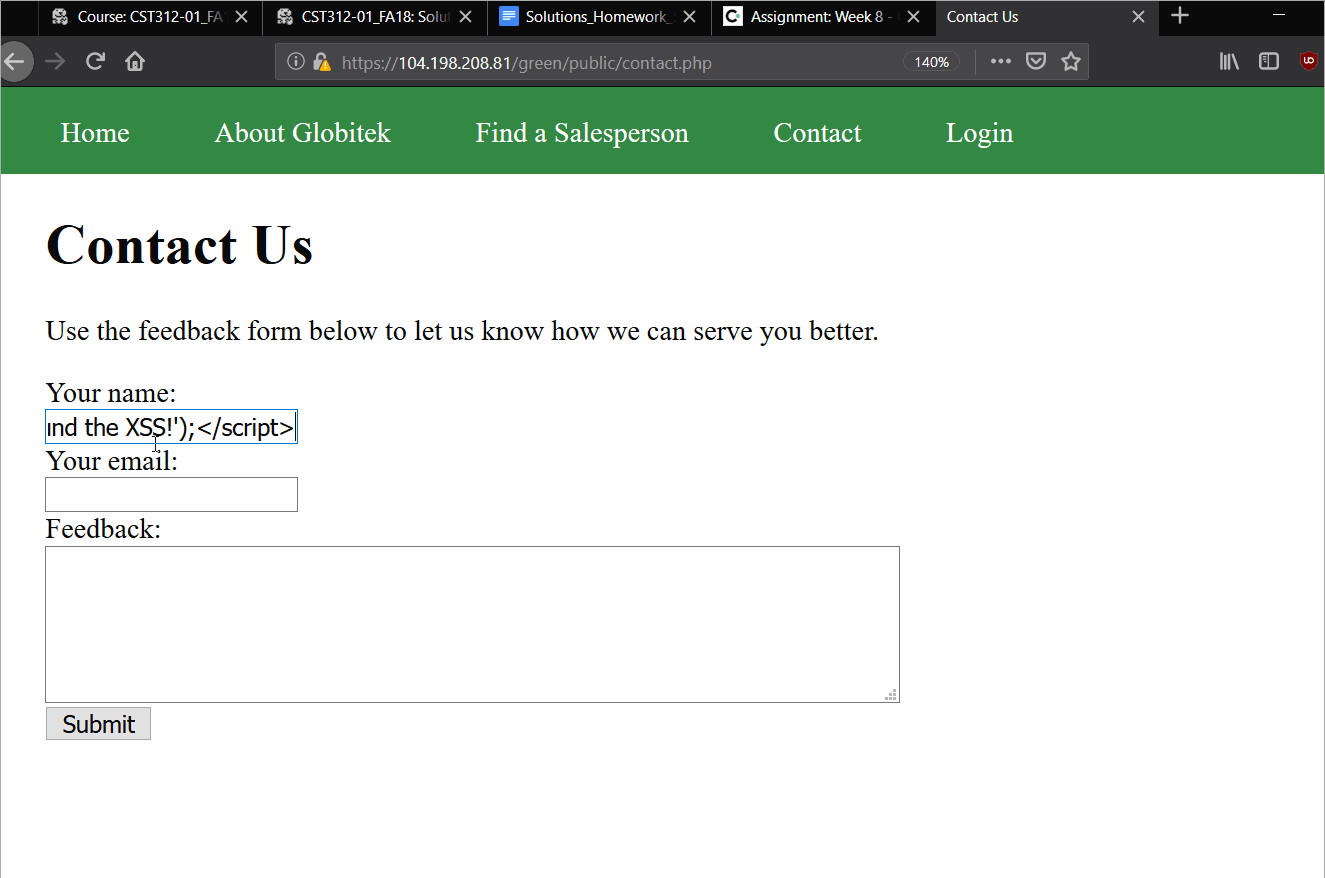 Course: CST312-01_FA1
CST312-01_FA18: Solut
Solutions_Homework_
Assignment: Week 8 -
Contact Us
https://104.198.208.81/green/public/contact.php
140%
Home
About Globitek
Find a Salesperson
Contact
Login
Contact Us
Use the feedback form below to let us know how we can serve you better.
Your name:
und the XSS!');</script>
Your email:
Feedback:
Submit